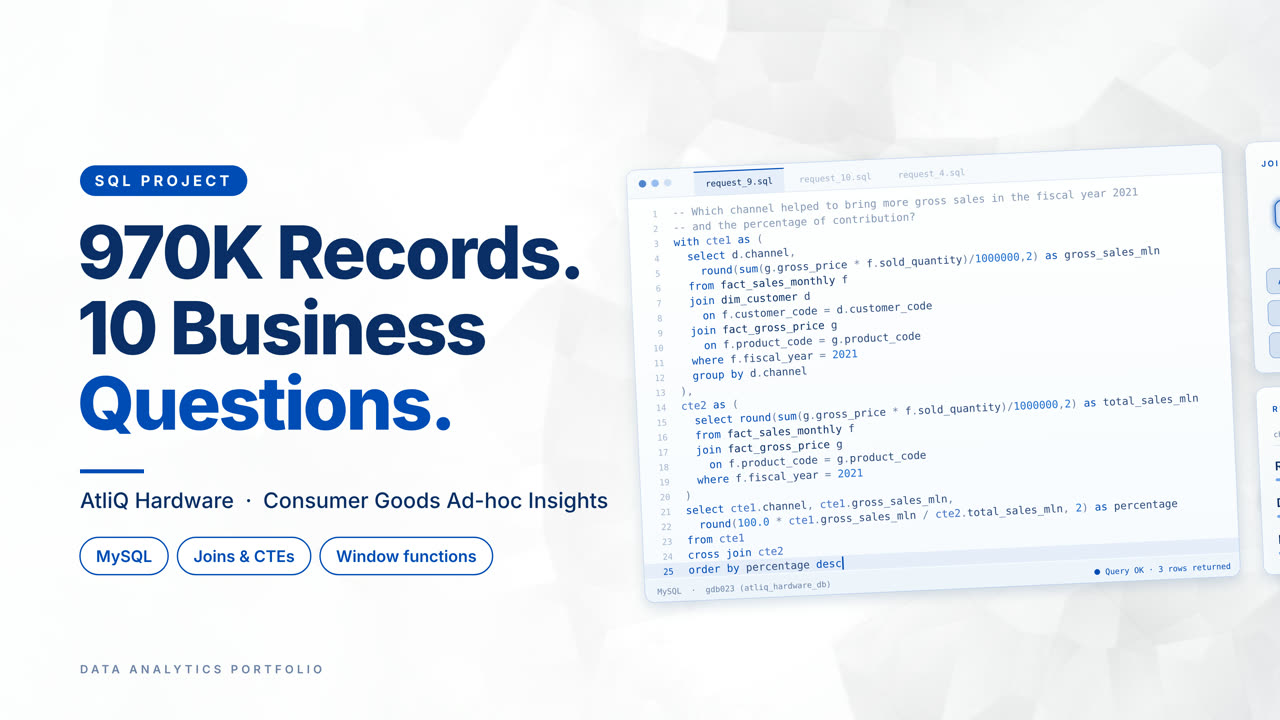 SQL PROJECT
970K Records.
10 Business
Questions.
AtliQ Hardware · Consumer Goods Ad-hoc Insights
MySQL
Joins & CTEs
Window functions
DATA ANALYTICS PORTFOLIO
request_9.sql
request_10.sql
request_4.sql
1 -- Which channel helped to bring more gross sales in the fiscal year 2021
2 -- and the percentage of contribution?
3 with cte1 as (
4 select d.channel,
5 round(sum(g.gross_price * f.sold_quantity)/1000000,2) as gross_sales_mln
6 from fact_sales_monthly f
7 join dim_customer d
8 on f.customer_code = d.customer_code
9 join fact_gross_price g
10 on f.product_code = g.product_code
11 where f.fiscal_year = 2021
12 group by d.channel
13 ),
14 cte2 as (
15 select round(sum(g.gross_price * f.sold_quantity)/1000000,2) as total_sales_mln
16 from fact_sales_monthly f
17 join fact_gross_price g
18 on f.product_code = g.product_code
19 where f.fiscal_year = 2021
20 )
21 select cte1.channel, cte1.gross_sales_mln,
22 round(100.0 * cte1.gross_sales_mln / cte2.total_sales_mln, 2) as percentage
23 from cte1
24 cross join cte2
25 order by percentage desc
MySQL · gdb023 (atliq_hardware_db)
Query OK · 3 rows returned